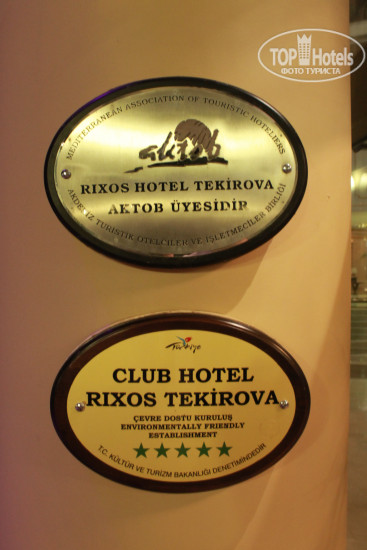 TOPHotels
ФОТО ТУРИСТА
MEDITERRANEAN ASSOCIATION OF TOURISTIC HOTELIERS
aktob
RIXOS HOTEL TEKİROVA
AKTOB ÜYESİDİR
AKDENİZ TURİSTİK OTELCİLER VE İŞLETMECİLER BİRLİĞİ
Türkiye
CLUB HOTEL
RIXOS TEKİROVA
ÇEVRE DOSTU KURULUŞ
ENVIRONMENTALLY FRIENDLY
ESTABLISHMENT
T.C. KÜLTÜR VE TURİZM BAKANLIĞI DENETİMİNDEDİR